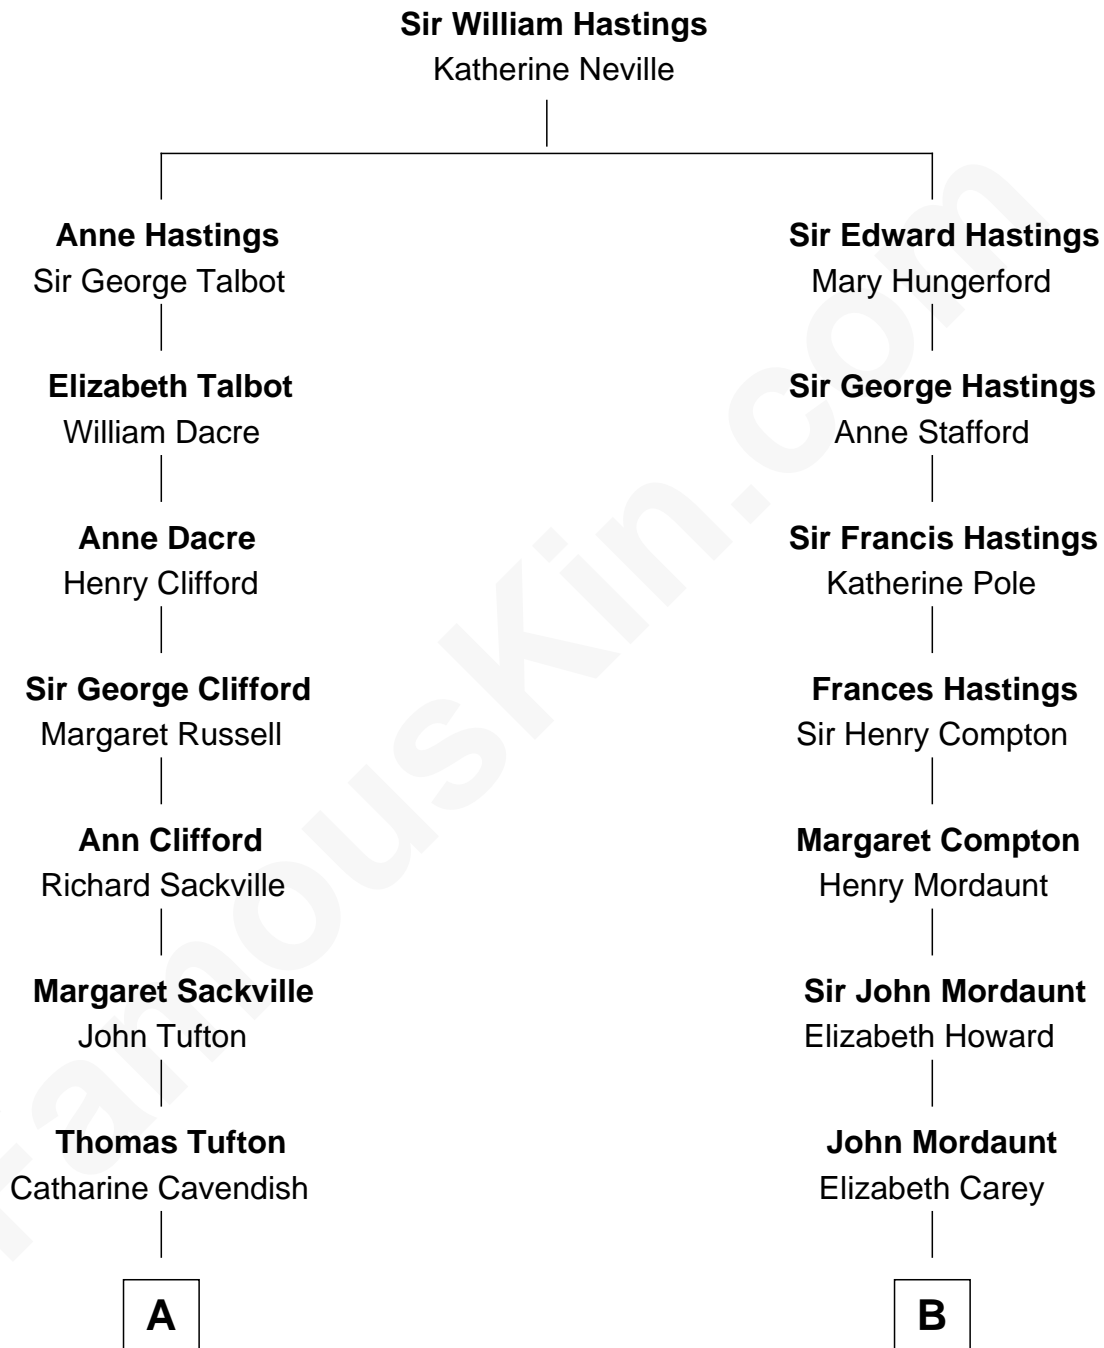 Sir William Hastings
Katherine Neville
Anne Hastings
Sir George Talbot
Sir Edward Hastings
Mary Hungerford
Elizabeth Talbot
William Dacre
Sir George Hastings
Anne Stafford
Anne Dacre
Henry Clifford
Sir Francis Hastings
Katherine Pole
Sir George Clifford
Margaret Russell
Frances Hastings
Sir Henry Compton
Ann Clifford
Richard Sackville
Margaret Compton
Henry Mordaunt
Margaret Sackville
John Tufton
Sir John Mordaunt
Elizabeth Howard
Thomas Tufton
Catharine Cavendish
John Mordaunt
Elizabeth Carey
A
B
FamousKin.com